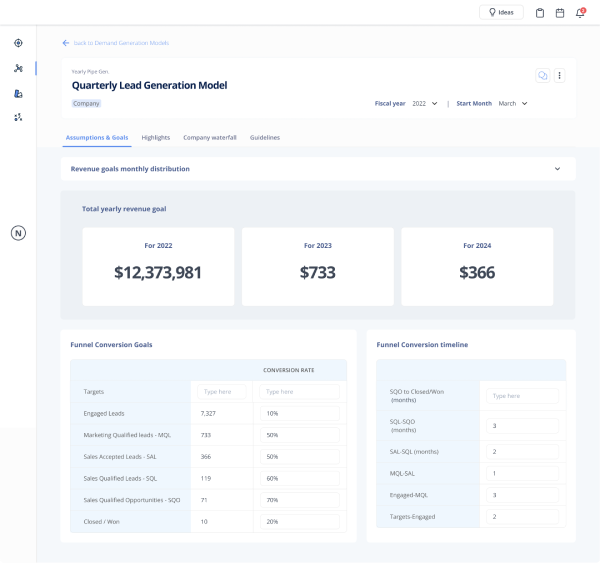 Ideas
2
Back to Demand Generation Models
Yearly Pipe Gen.
Quarterly Lead Generation Model
Company
Fiscal year 2022 | Start Month March
Assumptions & Goals Highlights Company waterfall Guidelines
Revenue goals monthly distribution
Total yearly revenue goal
For 2022 For 2023 For 2024
$12,373,981 $733 $366
N
Funnel Conversion Goals
CONVERSION RATE
Targets Type here Type here
Engaged Leads 7,327 10%
Marketing Qualified leads - MQL 733 50%
Sales Accepted Leads - SAL 366 50%
Sales Qualified Leads - SQL 119 60%
Sales Qualified Opportunities - SQO 71 70%
Closed / Won 10 20%
Funnel Conversion timeline
SQO to Closed/Won
(months) Type here
SQL-SQO
(months) 3
SAL-SQL (months) 2
MQL-SAL 1
Engaged-MQL 3
Targets-Engaged 2